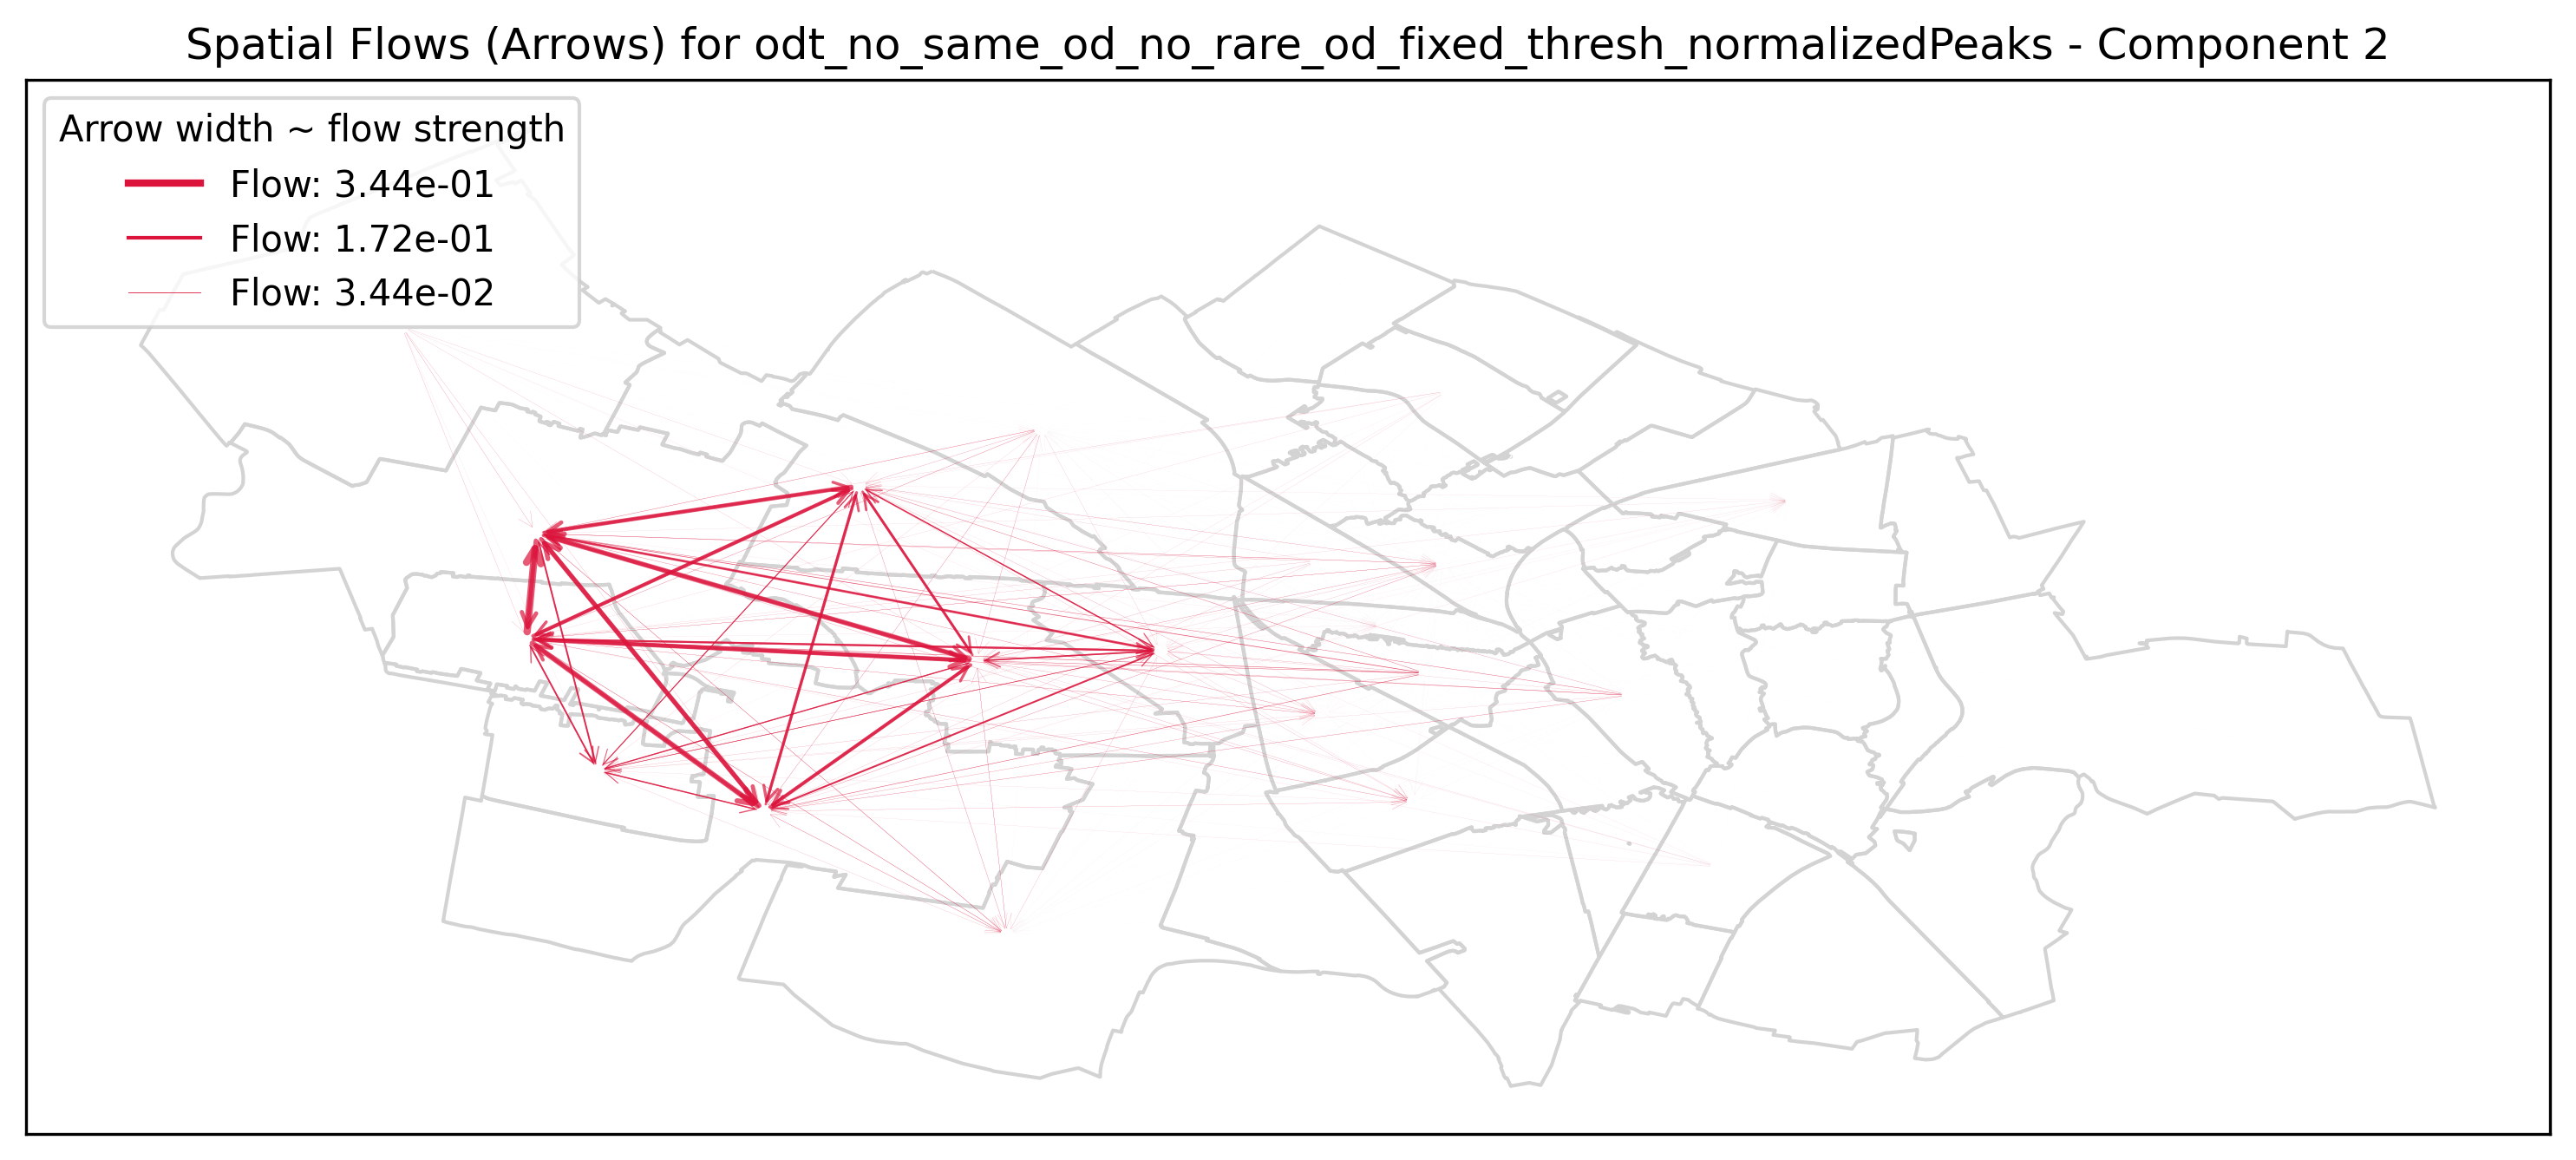 Spatial Flows (Arrows) for odt_no_same_od_no_rare_od_fixed_thresh_normalizedPeaks - Component 2
Arrow width ~ flow strength
Flow: 3.44e-01
Flow: 1.72e-01
Flow: 3.44e-02